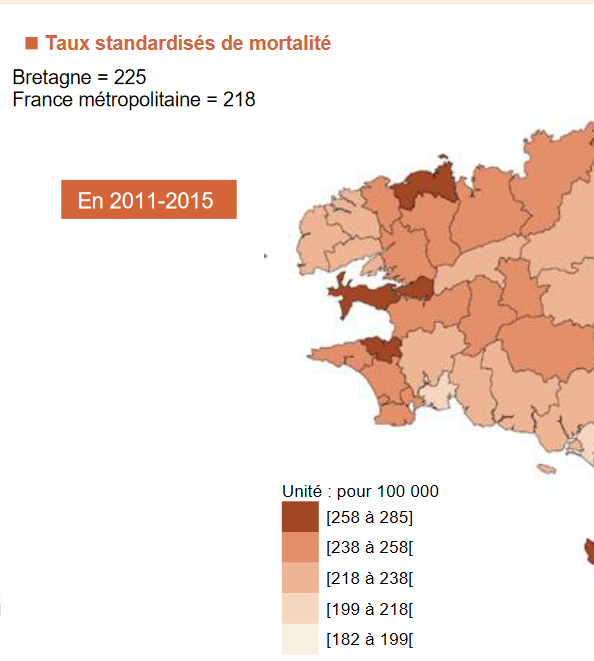 Taux standardisés de mortalité
Bretagne = 225
France métropolitaine = 218
En 2011-2015
Unité : pour 100 000
[258 à 285]
[238 à 258[
[218 à 238[
[199 à 218[
[182 à 199[